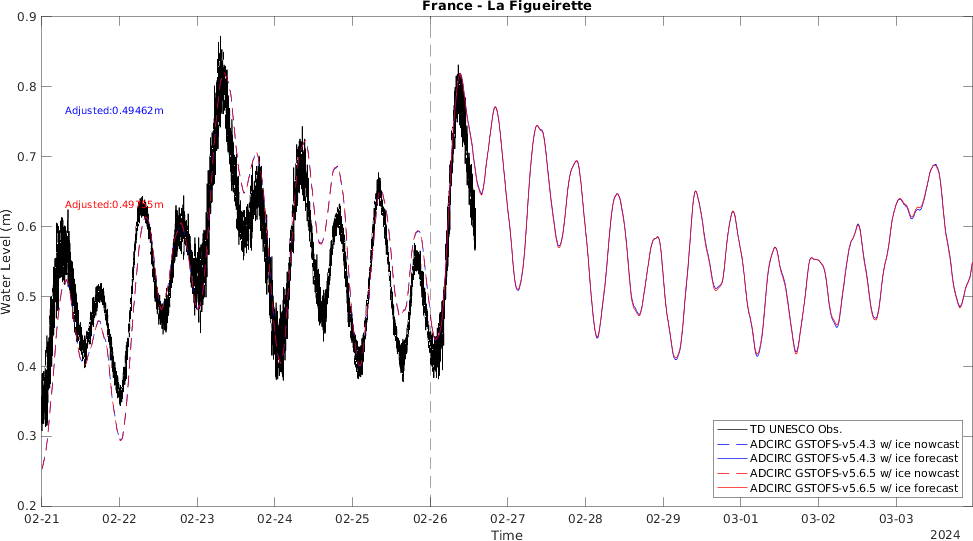 France - La Figueirette
0.9
0.8
0.7
0.6
0.5
0.4
0.3
0.2
Water Level (m)
Adjusted:0.49462m
02-21
02-22
02-23
02-24
02-25
02-26
02-27
02-28
02-29
03-01
03-02
03-03
Time
2024
TD UNESCO Obs.
ADCIRC GSTOFS-v5.4.3 w/ ice nowcast
ADCIRC GSTOFS-v5.4.3 w/ ice forecast
ADCIRC GSTOFS-v5.6.5 w/ ice nowcast
ADCIRC GSTOFS-v5.6.5 w/ ice forecast